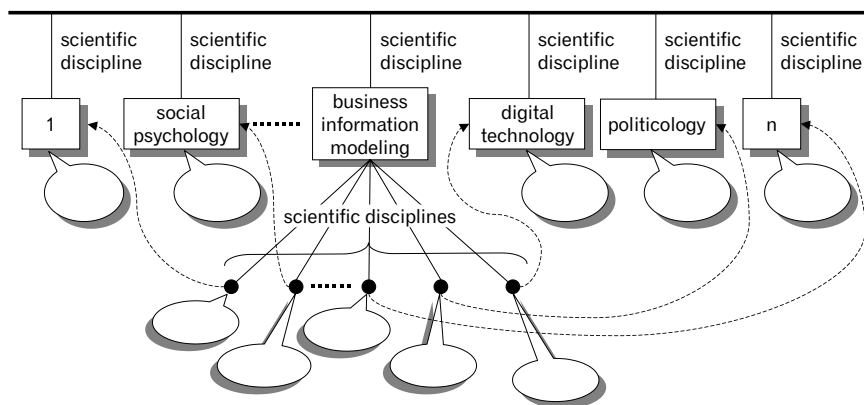 scientific
discipline
scientific
discipline
scientific
discipline
scientific
discipline
scientific
discipline
scientific
discipline
1
social
psychology
business
information
modeling
digital
technology
politicology
n
scientific disciplines